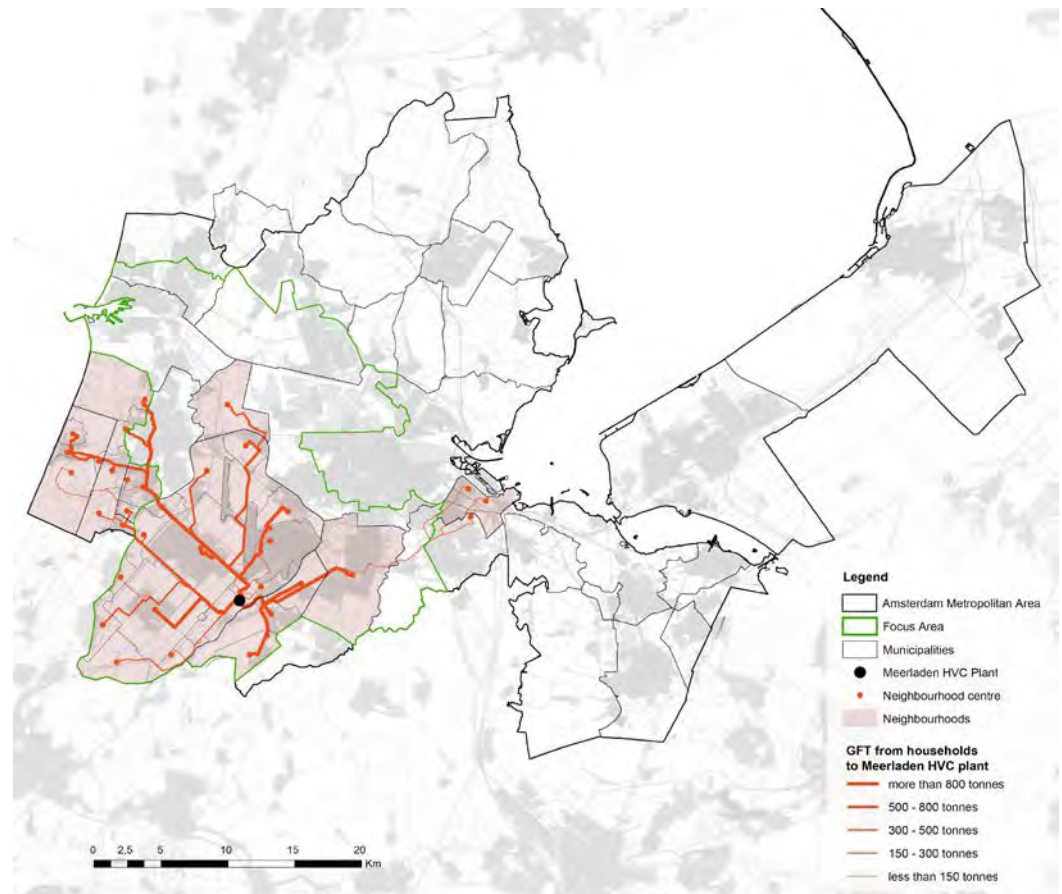 Legend
Amsterdam Metropolitan Area
Focus Area
Municipalities
Meerladen HVC Plant
Neighbourhood centre
Neighbourhoods
GFT from households
to Meerladen HVC plant
more than 800 tonnes
500 - 800 tonnes
300 - 500 tonnes
150 - 300 tonnes
less than 150 tonnes
0 2,5 5 10 15 20
Km